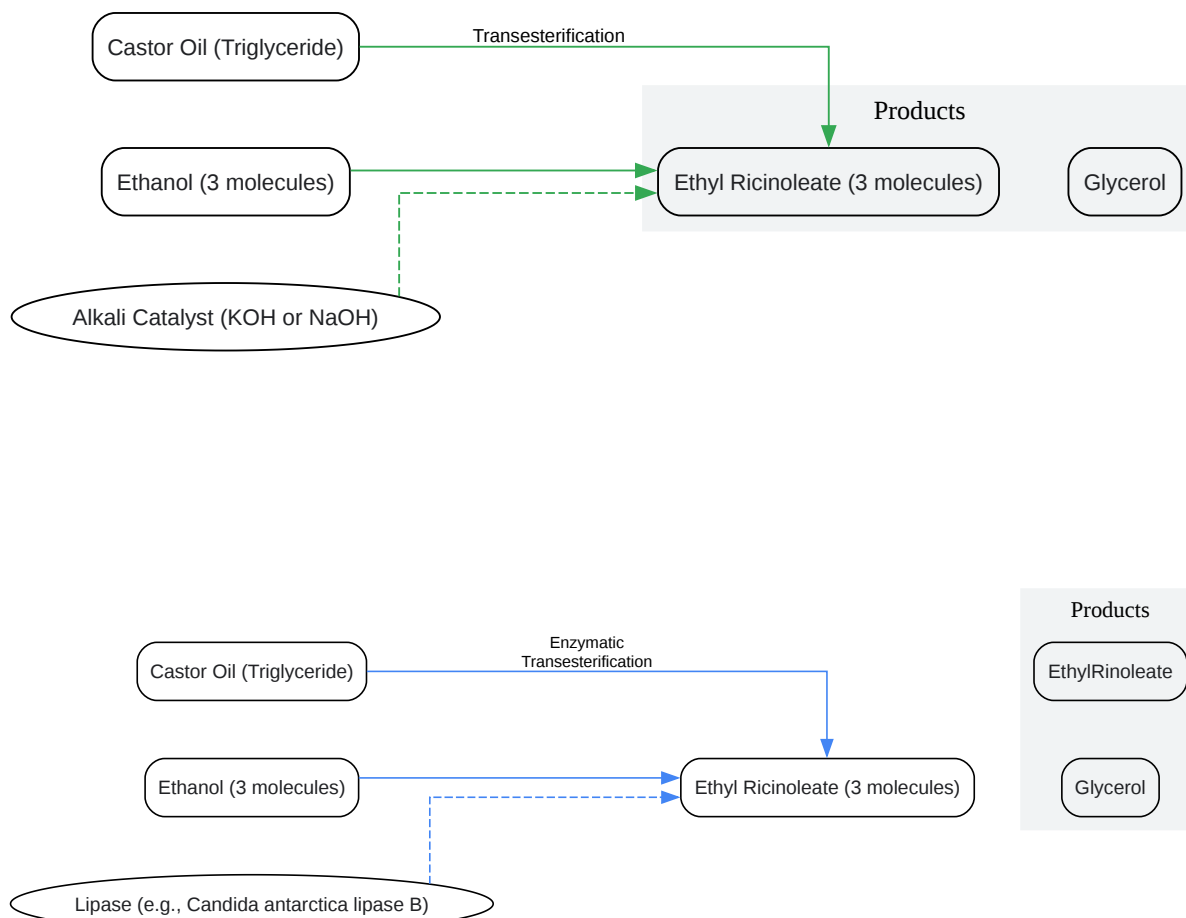 Castor Oil (Triglyceride)
Transesterification
Products
Ethanol (3 molecules)
Ethyl Ricinoleate (3 molecules)
Glycerol
Alkali Catalyst (KOH or NaOH)
Enzymatic
Transesterification
Products
Castor Oil (Triglyceride)
EthylRinoleate
Ethanol (3 molecules)
Ethyl Ricinoleate (3 molecules)
Glycerol
Lipase (e.g., Candida antarctica lipase B)